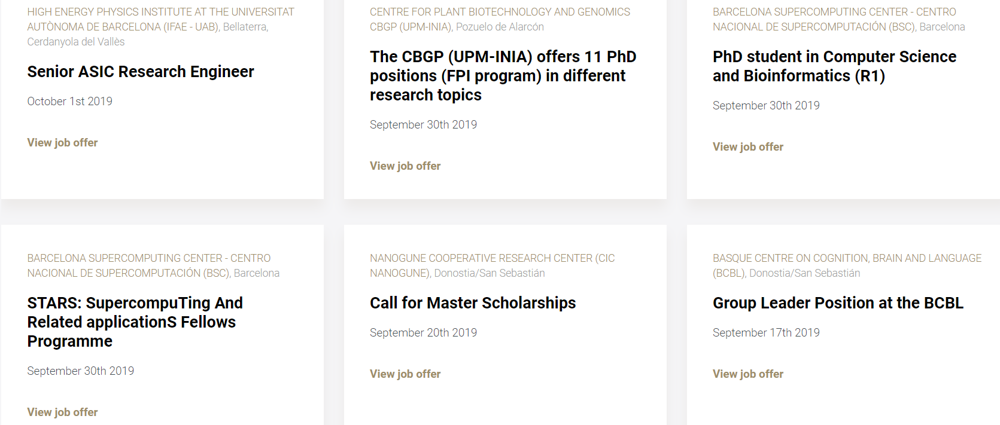 HIGH ENERGY PHYSICS INSTITUTE AT THE UNIVERSITAT
AUTÒNOMA DE BARCELONA (IFAE - UAB), Bellaterra,
Cerdanyola del Vallès
Senior ASIC Research Engineer
October 1st 2019
View job offer
CENTRE FOR PLANT BIOTECHNOLOGY AND GENOMICS
CBGP (UPM-INIA), Pozuelo de Alarcón
The CBGP (UPM-INIA) offers 11 PhD
positions (FPI program) in different
research topics
September 30th 2019
View job offer
BARCELONA SUPERCOMPUTING CENTER - CENTRO
NACIONAL DE SUPERCOMPUTACIÓN (BSC), Barcelona
PhD student in Computer Science
and Bioinformatics (R1)
September 30th 2019
View job offer
BARCELONA SUPERCOMPUTING CENTER - CENTRO
NACIONAL DE SUPERCOMPUTACIÓN (BSC), Barcelona
STARS: SupercompuTing And
Related applicationS Fellows
Programme
September 30th 2019
View job offer
NANOGUNE COOPERATIVE RESEARCH CENTER (CIC
NANOGUNE), Donostia/San Sebastián
Call for Master Scholarships
September 20th 2019
View job offer
BASQUE CENTRE ON COGNITION, BRAIN AND LANGUAGE
(BCBL), Donostia/San Sebastián
Group Leader Position at the BCBL
September 17th 2019
View job offer